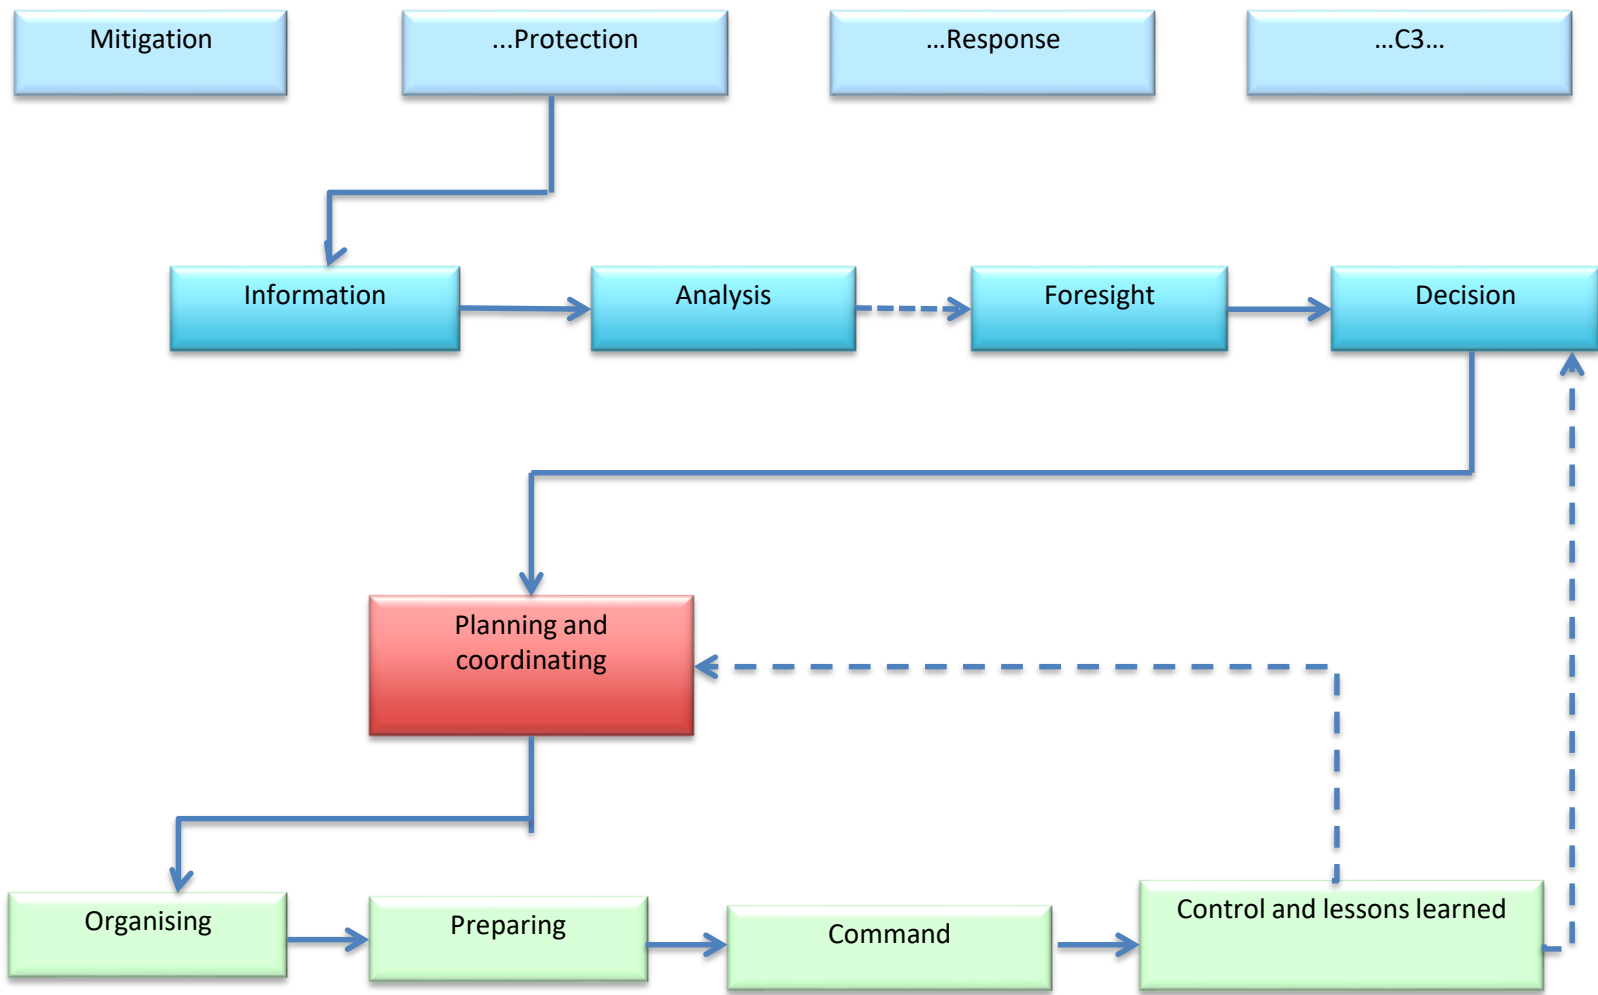 Mitigation
...Protection
…Response
…C3…
Information
Analysis
Foresight
Decision
Planning and
coordinating
Organising
Preparing
Command
Control and lessons learned